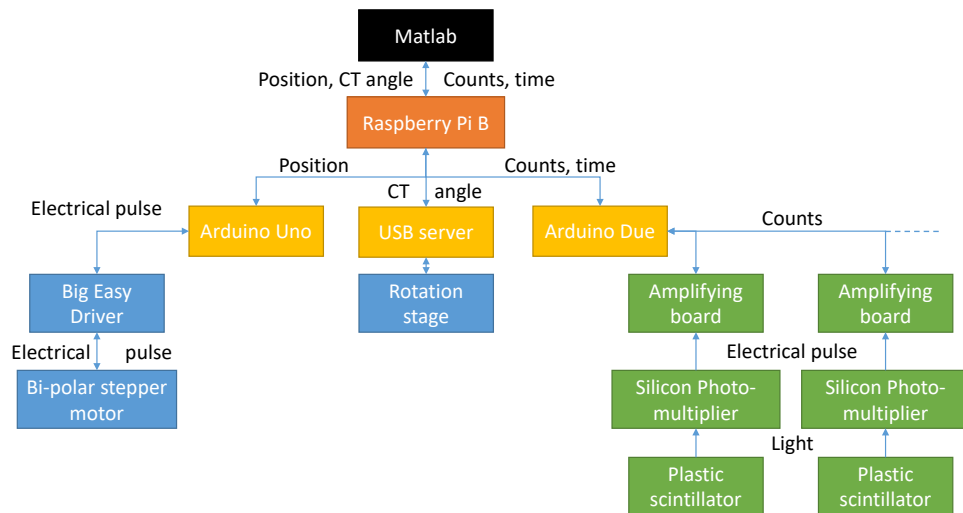 Matlab
Position, CT angle
Counts, time
Raspberry Pi B
Position
Counts, time
CT angle
Electrical pulse
Arduino Uno
USB server
Arduino Due
Counts
Big Easy
Driver
Rotation
stage
Amplifying
board
Amplifying
board
Electrical pulse
Electrical pulse
Bi-polar stepper
motor
Silicon Photo-
multiplier
Silicon Photo-
multiplier
Light
Plastic
scintillator
Plastic
scintillator